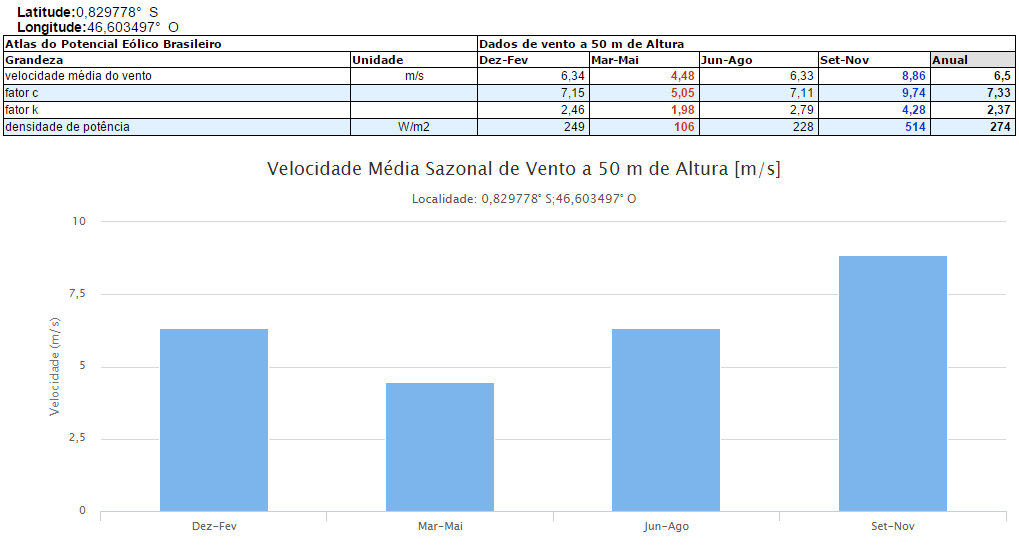 Latitude:0,829778° S
Longitude:46,603497° O
Atlas do Potencial Eólico Brasileiro Dados de vento a 50 m de Altura
Grandeza Unidade Dez-Fev Mar-Mai Jun-Ago Set-Nov Anual
velocidade média do vento m/s 6,34 4,48 6,33 8,86 6,5
fator c 7,15 5,05 7,11 9,74 7,33
fator k 2,46 1,98 2,79 4,28 2,37
densidade de potência W/m2 249 106 228 514 274
Velocidade Média Sazonal de Vento a 50 m de Altura [m/s]
Localidade: 0,829778° S;46,603497° O
10
7,5
5
2,5
0
Velocidade (m/s)
Dez-Fev Mar-Mai Jun-Ago Set-Nov